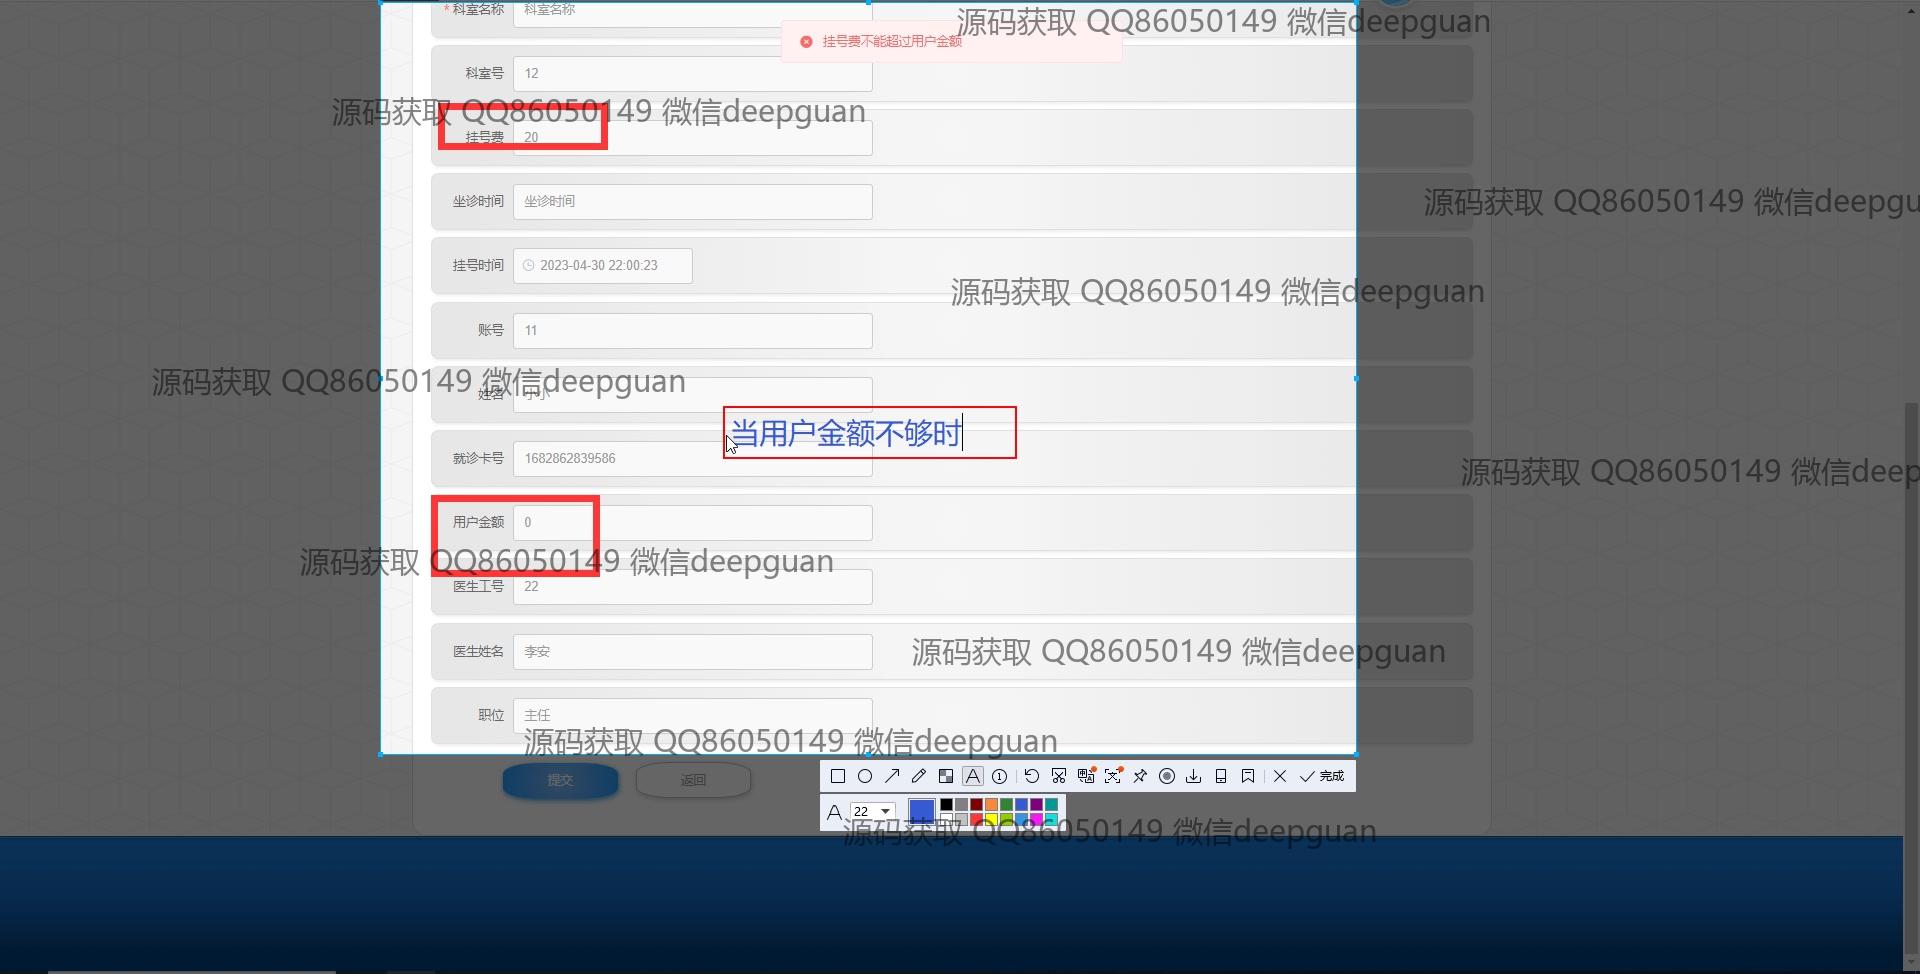 * 科室名称 科室名称
源码获取 QQ86050149 微信deepguan
挂号费不能超过用户金额
科室号 12
源码获取 QQ86050149 微信deepguan
挂号费 20
坐诊时间 坐诊时间
源码获取 QQ86050149 微信deepgu
挂号时间 2023-04-30 22:00:23
源码获取 QQ86050149 微信deepguan
账号 11
源码获取 QQ86050149 微信deepguan
姓名 小小
当用户金额不够时
就诊卡号 1682862839586
源码获取 QQ86050149 微信deep
用户金额 0
源码获取 QQ86050149 微信deepguan
医生工号 22
医生姓名 李安
源码获取 QQ86050149 微信deepguan
职位 主任
源码获取 QQ86050149 微信deepguan
提交 返回
完成
A 22
源码获取 QQ86050149 微信deepguan